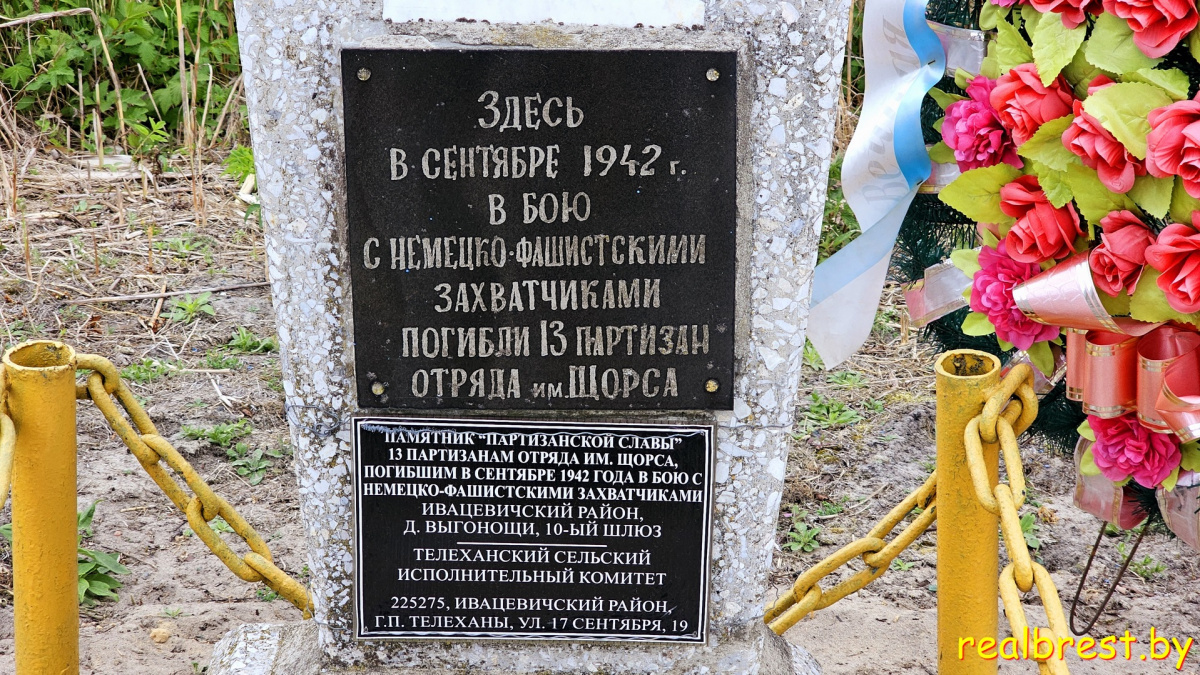 Здесь
в сентябре 1942 г.
в бою
с немецко-фашистскими
захватчиками
погибли 13 партизан
отряда им. Щорса
ПАМЯТНИК "ПАРТИЗАНСКОЙ СЛАВЫ"
13 ПАРТИЗАНАМ ОТРЯДА ИМ. ЩОРСА,
ПОГИБШИМ В СЕНТЯБРЕ 1942 ГОДА В БОЮ С
НЕМЕЦКО-ФАШИСТСКИМИ ЗАХВАТЧИКАМИ
ИВАЦЕВИЧСКИЙ РАЙОН,
Д. ВЫГОНОЩИ, 10-ЫЙ ШЛЮЗ
ТЕЛЕХАНСКИЙ СЕЛЬСКИЙ
ИСПОЛНИТЕЛЬНЫЙ КОМИТЕТ
225275, ИВАЦЕВИЧСКИЙ РАЙОН,
Г.П. ТЕЛЕХАНЫ, УЛ. 17 СЕНТЯБРЯ, 19
realbrest.by